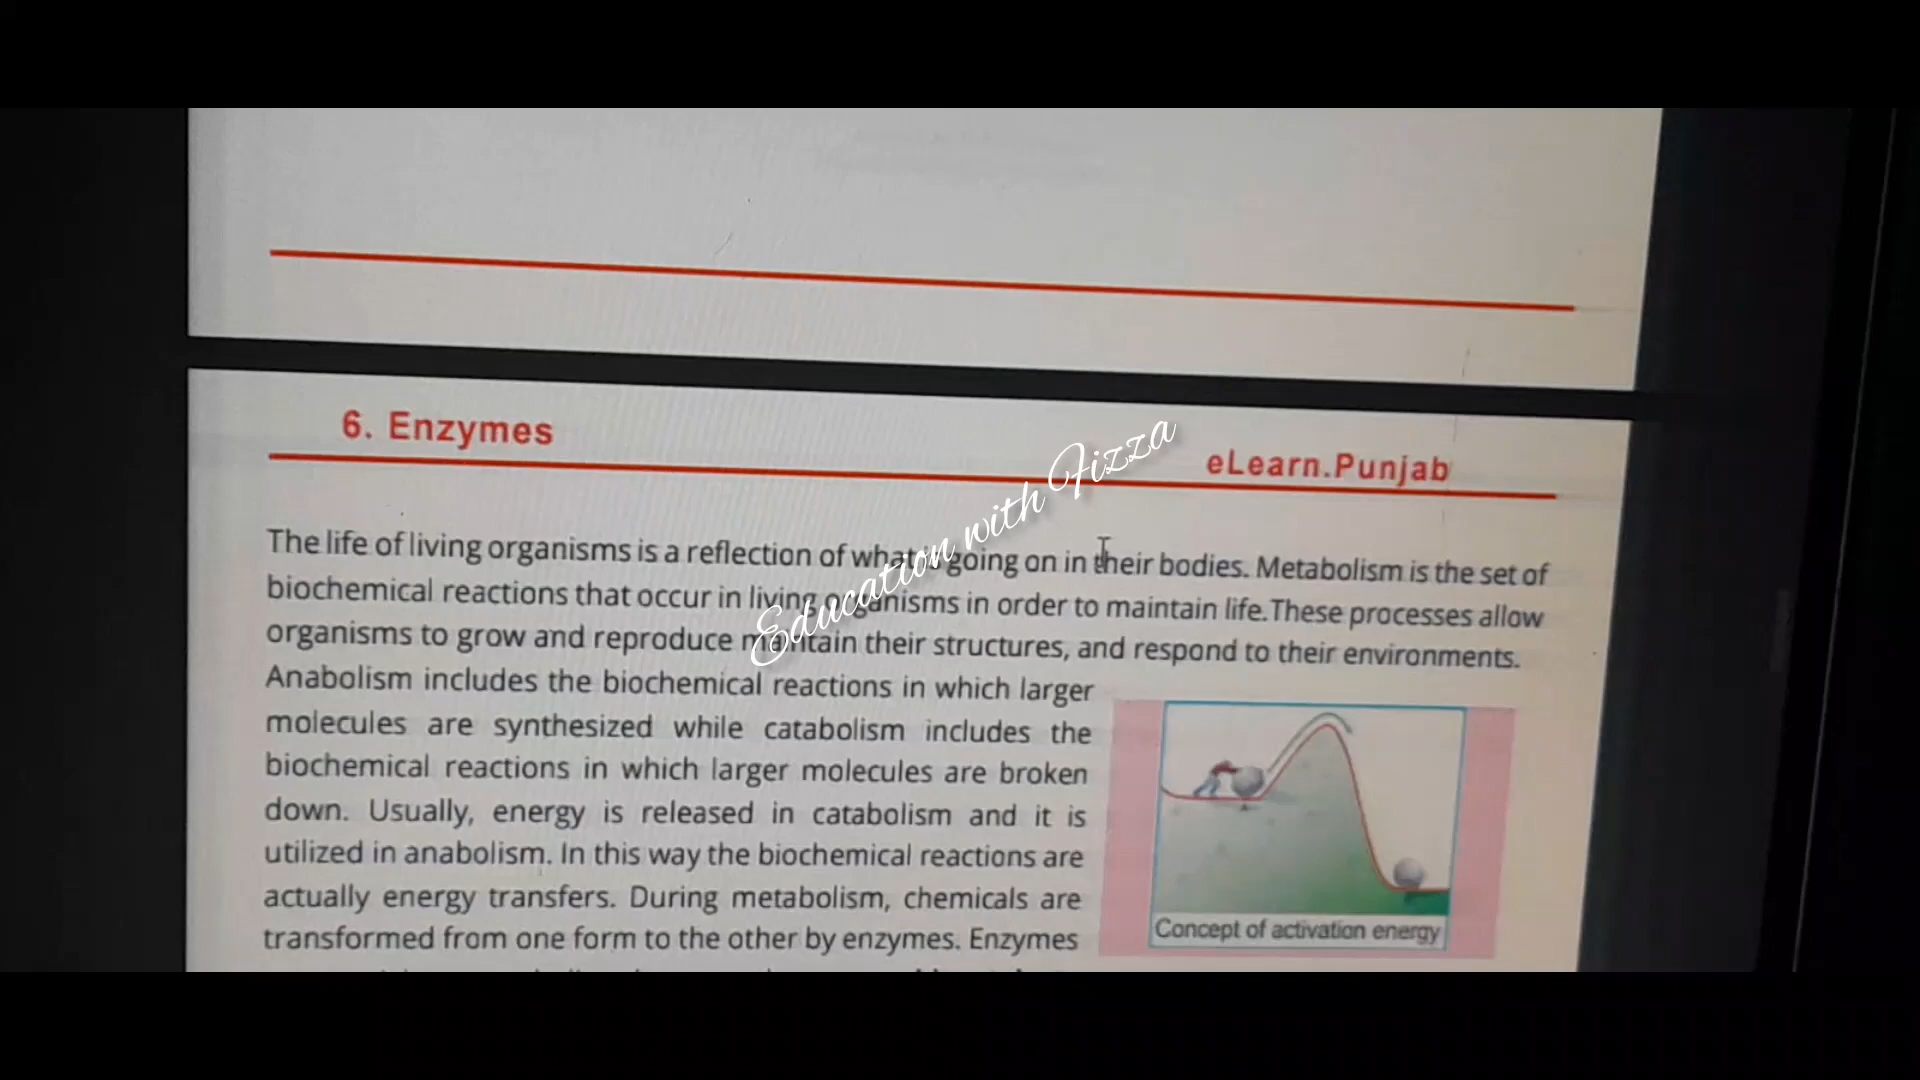 6. Enzymes
eLearn.Punjab
Education with Fizza
The life of living organisms is a reflection of what is going on in their bodies. Metabolism is the set of
biochemical reactions that occur in living organisms in order to maintain life.These processes allow
organisms to grow and reproduce maintain their structures, and respond to their environments.
Anabolism includes the biochemical reactions in which larger
molecules are synthesized while catabolism includes the
biochemical reactions in which larger molecules are broken
down. Usually, energy is released in catabolism and it is
utilized in anabolism. In this way the biochemical reactions are
actually energy transfers. During metabolism, chemicals are
transformed from one form to the other by enzymes. Enzymes
Concept of activation energy